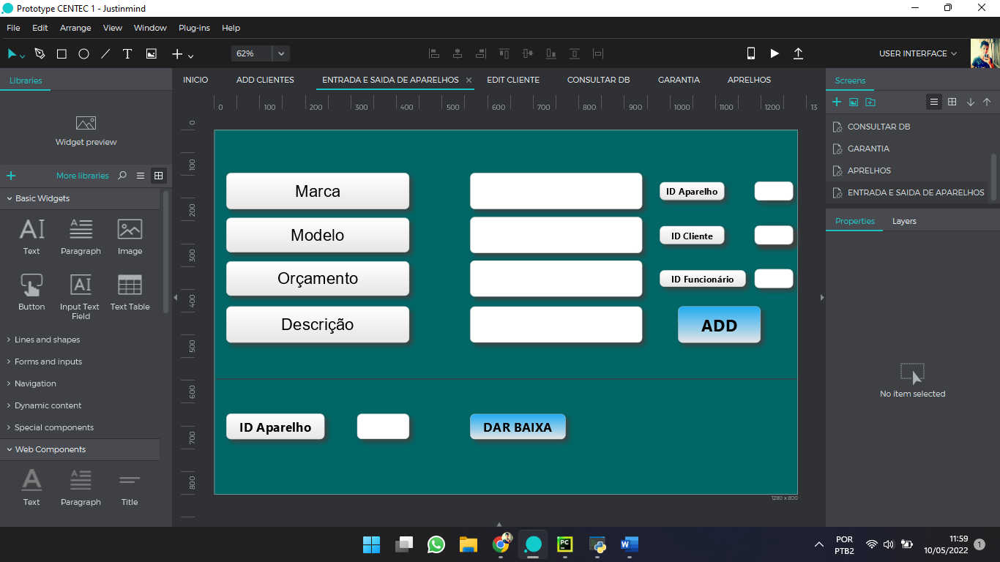 Prototype CENTEC 1 - Justinmind
File Edit Arrange View Window Plug-ins Help
62%
USER INTERFACE
Libraries
INICIO ADD CLIENTES ENTRADA E SAIDA DE APARELHOS EDIT CLIENTE CONSULTAR DB GARANTIA APRELHOS
Screens
0 100 200 300 400 500 600 700 800 900 1000 1100 1200 13
0
100
200
300
400
500
600
700
800
Widget preview
More libraries
Basic Widgets
Text Paragraph Image
Button Input Text Field Text Table
Lines and shapes
Forms and inputs
Navigation
Dynamic content
Special components
Web Components
Text Paragraph Title
Marca
ID Aparelho
Modelo
ID Cliente
Orçamento
ID Funcionário
Descrição
ADD
ID Aparelho
DAR BAIXA
1280 x 800
CONSULTAR DB
GARANTIA
APRELHOS
ENTRADA E SAIDA DE APARELHOS
Properties Layers
No item selected
PC
POR
PTB2
11:59
10/05/2022
1